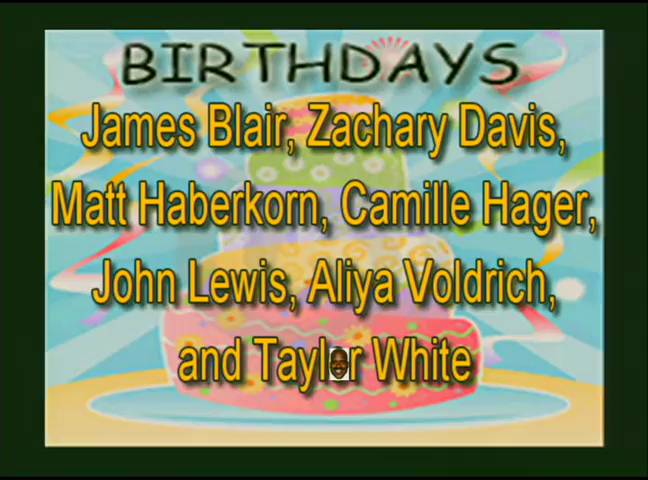 BIRTHDAYS
James Blair, Zachary Davis,
Matt Haberkorn, Camille Hager,
John Lewis, Aliya Voldrich,
and Taylor White